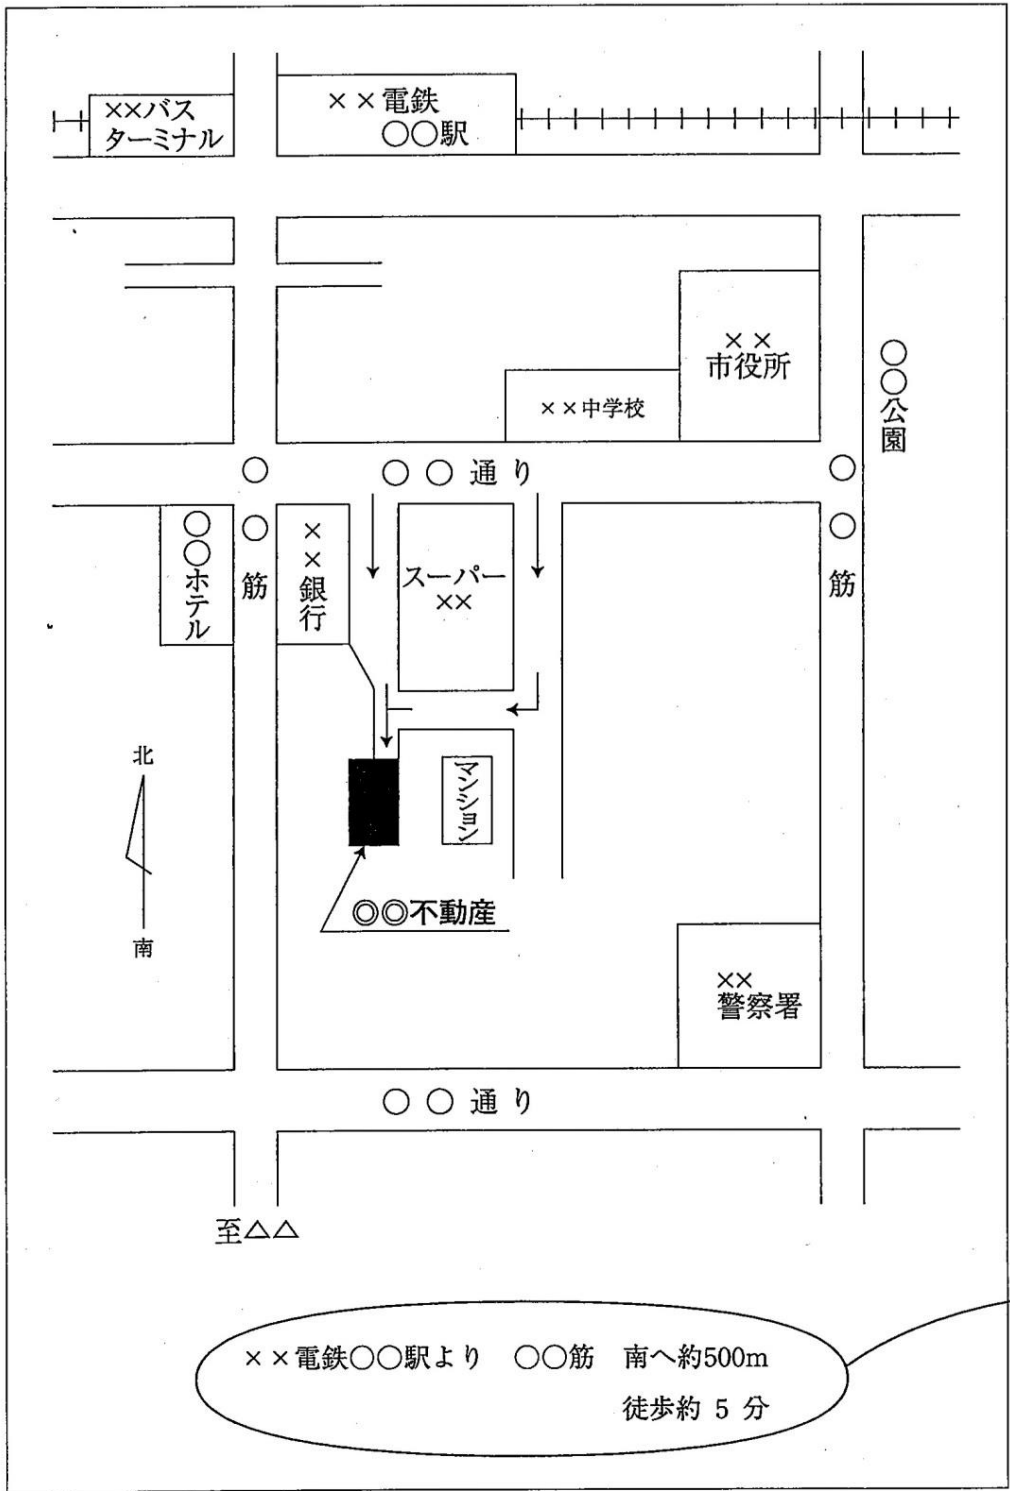 ××バス
ターミナル
××電鉄
○○駅
××
市役所
○○公園
××中学校
○○通り
○○筋
○○筋
○○ホテル
××銀行
スーパー
××
北
南
マンション
◎◎不動産
××
警察署
○○通り
至△△
××電鉄○○駅より ○○筋 南へ約500m
徒歩約 5 分